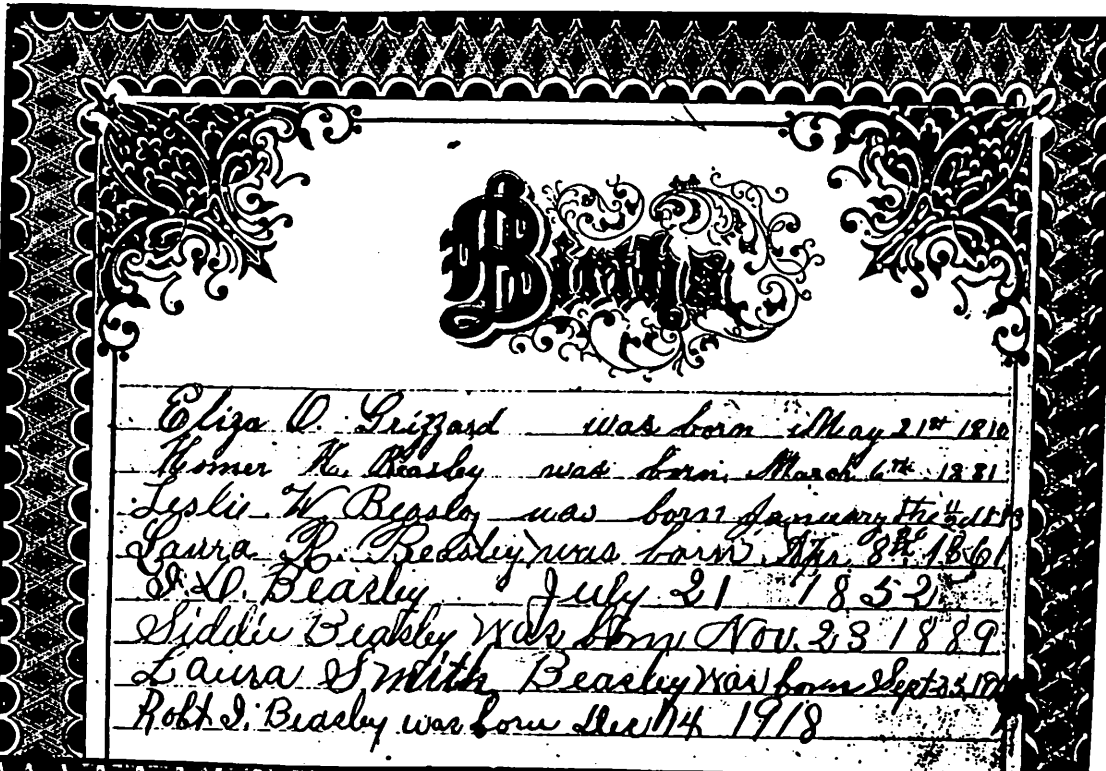 Births
Eliza O. Grizzard was born May 21st 1810
Homer H. Beasley was born March 6th 1881
Leslie W. Beasley was born January the
Laura R. Beasley was born Apr. 8th 1861
Beasley July 21 1852
Siddie Beasley was born Nov. 23 1889
Laura Smith Beasley was born Sept
Robt I. Beasley was born Dec 14 1918